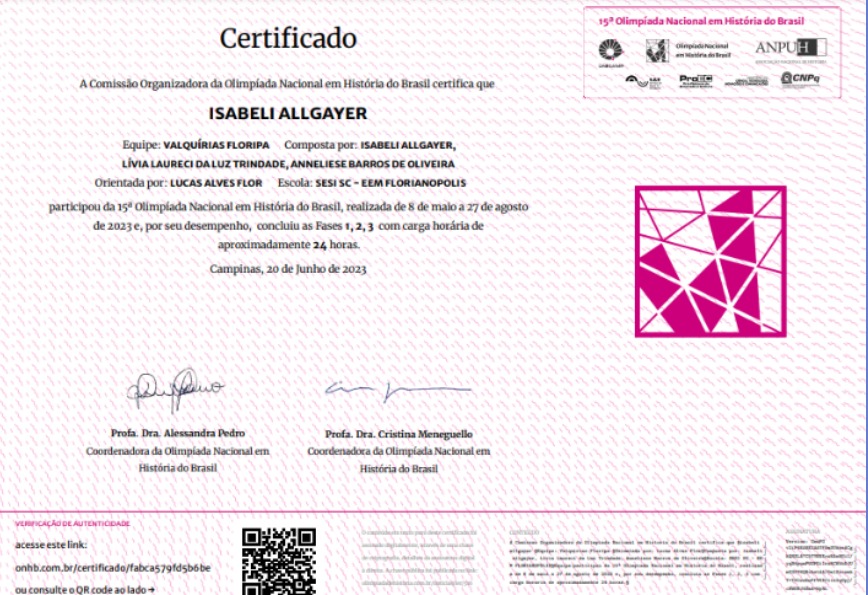 Certificado
A Comissão Organizadora da Olimpíada Nacional em História do Brasil certifica que
ISABELI ALLGAYER
Equipe: VALQUÍRIAS FLORIPA Composta por: ISABELI ALLGAYER,
LÍVIA LAURECI DA LUZ TRINDADE, ANNELIESE BARROS DE OLIVEIRA
Orientada por: LUCAS ALVES FLOR Escola: SESI SC - EEM FLORIANOPOLIS
participou da 15ª Olimpíada Nacional em História do Brasil, realizada de 8 de maio a 27 de agosto
de 2023 e, por seu desempenho, concluiu as Fases 1, 2, 3 com carga horária de
aproximadamente 24 horas.
Campinas, 20 de Junho de 2023
15ª Olimpíada Nacional em História do Brasil
UNICAMP
Olimpíada Nacional
em História do Brasil
ANPUH
ProEC
CNPq
Profa. Dra. Alessandra Pedro
Coordenadora da Olimpíada Nacional em
História do Brasil
Profa. Dra. Cristina Meneguello
Coordenadora da Olimpíada Nacional em
História do Brasil
VERIFICAÇÃO DE AUTENTICIDADE
acesse este link:
onhb.com.br/certificado/fabca579fd5b6be
ou consulte o QR code ao lado →
CONTEÚDO
ASSINATURA